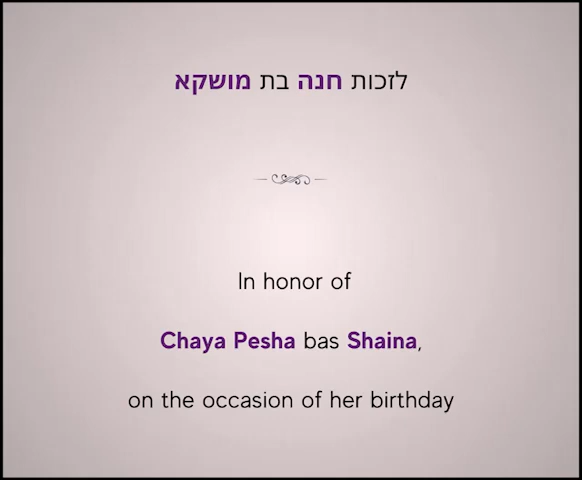 לזכות חנה בת מושקא
In honor of
Chaya Pesha bas Shaina,
on the occasion of her birthday